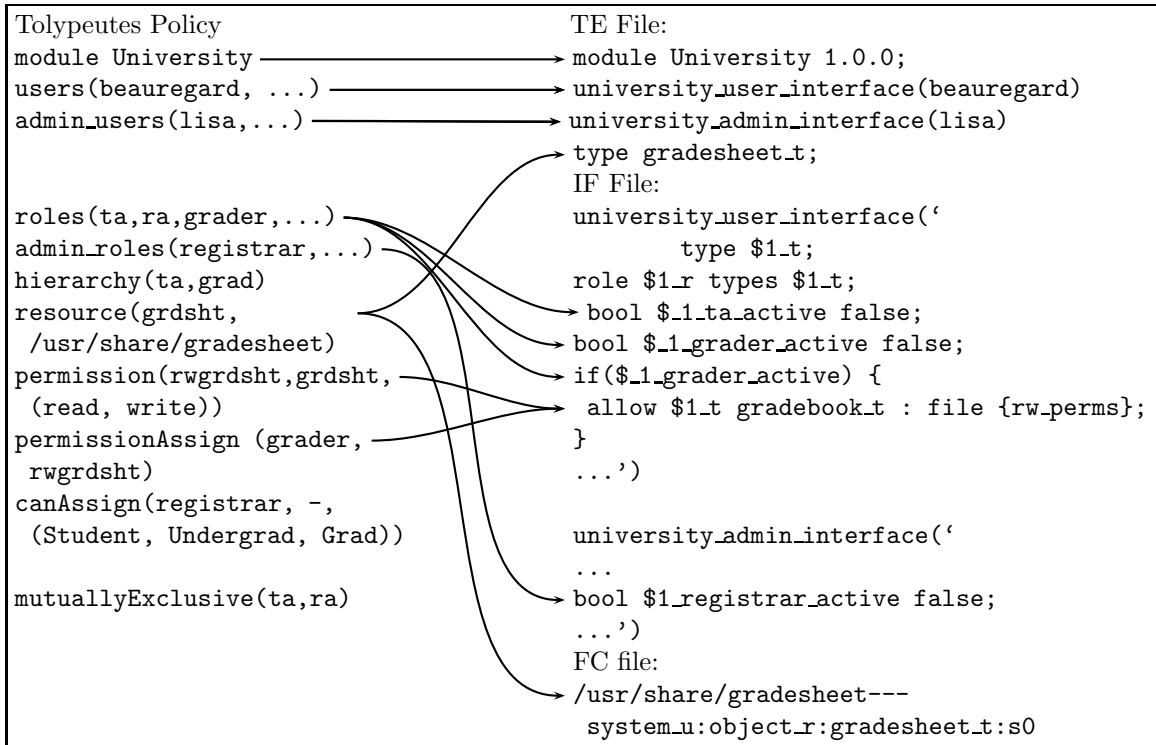 Tolypeutes Policy
module University
users(beauregard, ...)
admin_users(lisa,...)
roles(ta,ra,grader,...)
admin_roles(registrar,...)
hierarchy(ta,grad)
resource(grdsht,
/usr/share/gradesheet)
permission(rwgrdsht,grdsht,
(read, write))
permissionAssign (grader,
rwgrdsht)
canAssign(registrar, -,
(Student, Undergrad, Grad))
mutuallyExclusive(ta,ra)
TE File:
module University 1.0.0;
university_user_interface(beauregard)
university_admin_interface(lisa)
type gradesheet_t;
IF File:
university_user_interface(‘
type $1_t;
role $1_r types $1_t;
bool $_1_ta_active false;
bool $_1_grader_active false;
if($_1_grader_active) {
allow $1_t gradebook_t : file {rw_perms};
}
...’)
university_admin_interface(‘
...
bool $1_registrar_active false;
...’)
FC file:
/usr/share/gradesheet---
system_u:object_r:gradesheet_t:s0